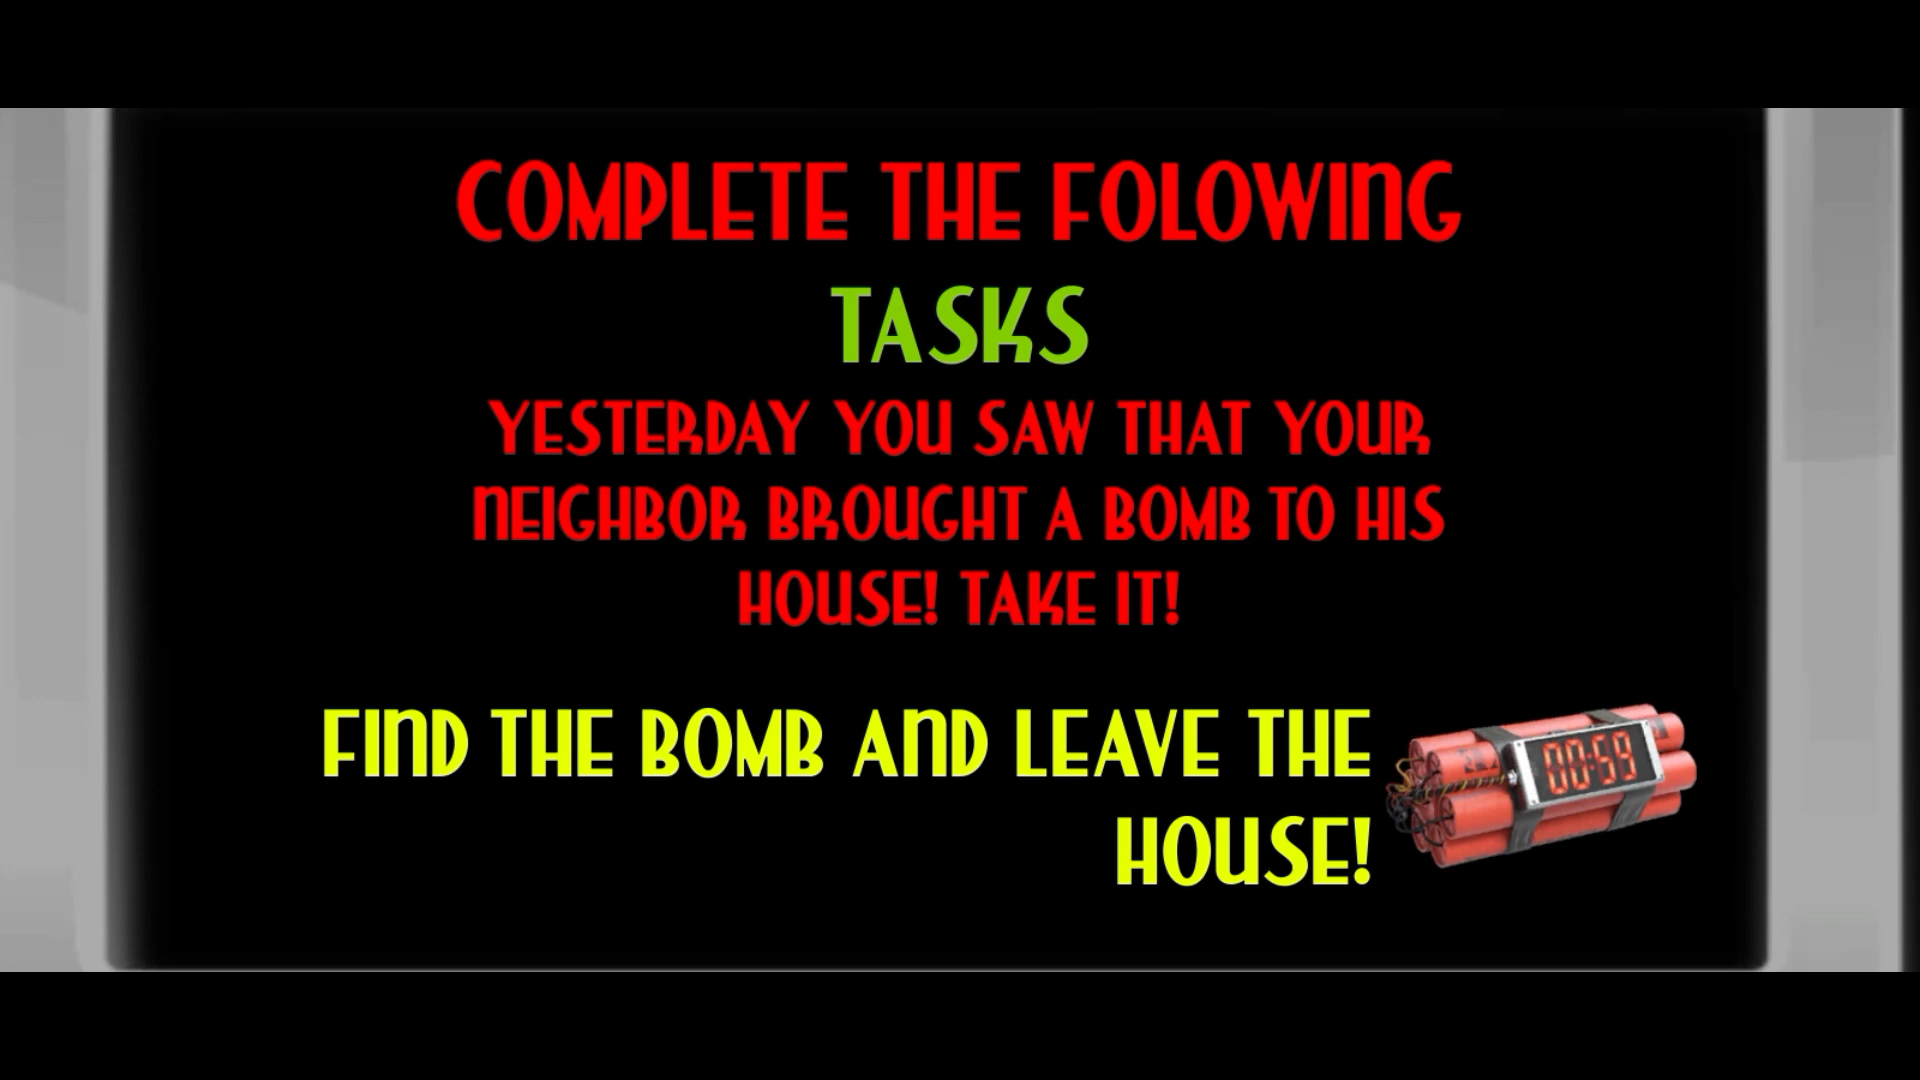 COMPLETE THE FOLOWING
TASKS
YESTERDAY YOU SAW THAT YOUR
NEIGHBOR BROUGHT A BOMB TO HIS
HOUSE! TAKE IT!
FIND THE BOMB AND LEAVE THE
HOUSE!
00:59